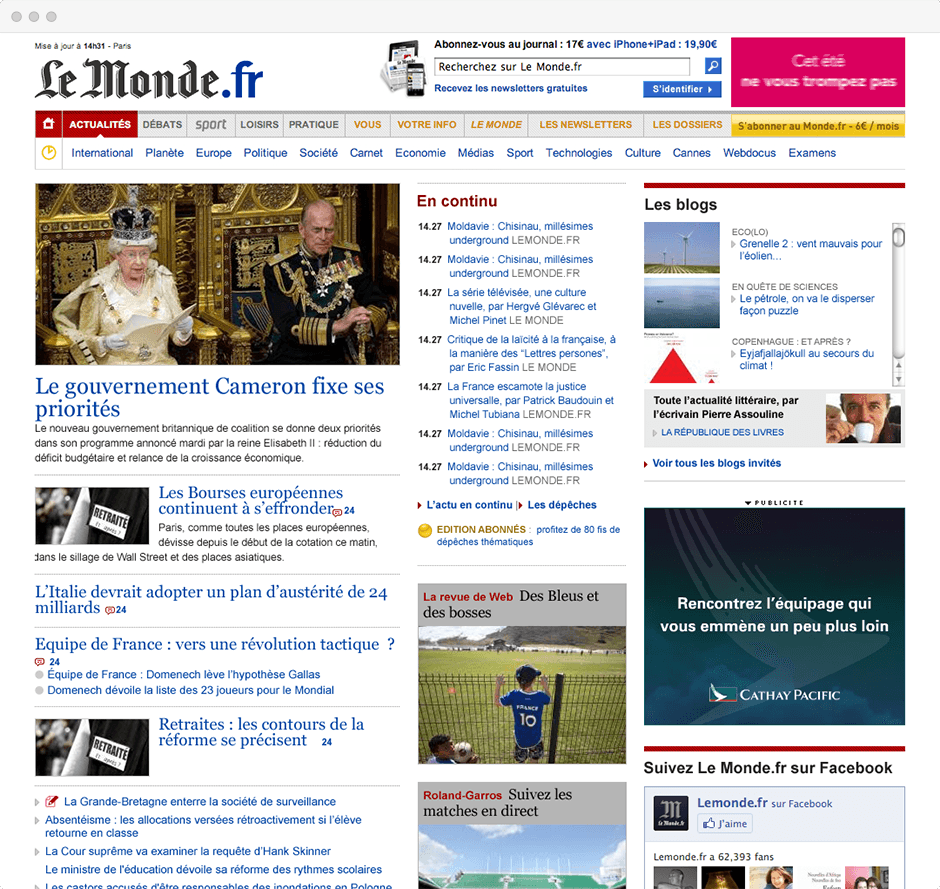 Mise à jour à 14h31 - Paris
Le Monde.fr
Abonnez-vous au journal : 17€ avec iPhone+iPad : 19,90€
Recherchez sur Le Monde.fr
Recevez les newsletters gratuites
S'identifier
Cet été
ne vous trompez pas
ACTUALITÉS DÉBATS sport LOISIRS PRATIQUE VOUS VOTRE INFO LE MONDE LES NEWSLETTERS LES DOSSIERS S'abonner au Monde.fr - 6€ / mois
International Planète Europe Politique Société Carnet Economie Médias Sport Technologies Culture Cannes Webdocus Examens
Le gouvernement Cameron fixe ses
priorités
Le nouveau gouvernement britannique de coalition se donne deux priorités
dans son programme annoncé mardi par la reine Elisabeth II : réduction du
déficit budgétaire et relance de la croissance économique.
RETRAITE
ET APRÈS ?
Les Bourses européennes
continuent à s'effronder 24
Paris, comme toutes les places européennes,
dévisse depuis le début de la cotation ce matin,
dans le sillage de Wall Street et des places asiatiques.
L'Italie devrait adopter un plan d'austérité de 24
milliards 24
Equipe de France : vers une révolution tactique ?
24
Équipe de France : Domenech lève l'hypothèse Gallas
Domenech dévoile la liste des 23 joueurs pour le Mondial
RETRAITE
ET APRÈS ?
Retraites : les contours de la
réforme se précisent 24
La Grande-Bretagne enterre la société de surveillance
Absentéisme : les allocations versées rétroactivement si l'élève
retourne en classe
La Cour suprême va examiner la requête d'Hank Skinner
Le ministre de l'éducation dévoile sa réforme des rythmes scolaires
Les castors accusés d'être responsables des inondations en Pologne
En continu
14.27 Moldavie : Chisinau, millésimes
underground LEMONDE.FR
14.27 Moldavie : Chisinau, millésimes
underground LEMONDE.FR
14.27 La série télévisée, une culture
nuvelle, par Hergvé Glévarec et
Michel Pinet LE MONDE
14.27 Critique de la laïcité à la française, à
la manière des "Lettres persones",
par Eric Fassin LE MONDE
14.27 La France escamote la justice
universelle, par Patrick Baudouin et
Michel Tubiana LEMONDE.FR
14.27 Moldavie : Chisinau, millésimes
underground LEMONDE.FR
14.27 Moldavie : Chisinau, millésimes
underground LEMONDE.FR
L'actu en continu | Les dépêches
EDITION ABONNÉS : profitez de 80 fis de
dépêches thématiques
La revue de Web Des Bleus et
des bosses
FRANCE
10
Roland-Garros Suivez les
matches en direct
Les blogs
ECO(LO)
Grenelle 2 : vent mauvais pour
l'éolien...
EN QUÊTE DE SCIENCES
Le pétrole, on va le disperser
façon puzzle
COPENHAGUE : ET APRÈS ?
Eyjafjallajökull au secours du
climat !
Toute l'actualité littéraire, par
l'écrivain Pierre Assouline
LA RÉPUBLIQUE DES LIVRES
Voir tous les blogs invités
PUBLICITE
Rencontrez l'équipage qui
vous emmène un peu plus loin
CATHAY PACIFIC
Suivez Le Monde.fr sur Facebook
M
Le Monde.fr
Lemonde.fr sur Facebook
J'aime
Lemonde.fr a 62,393 fans